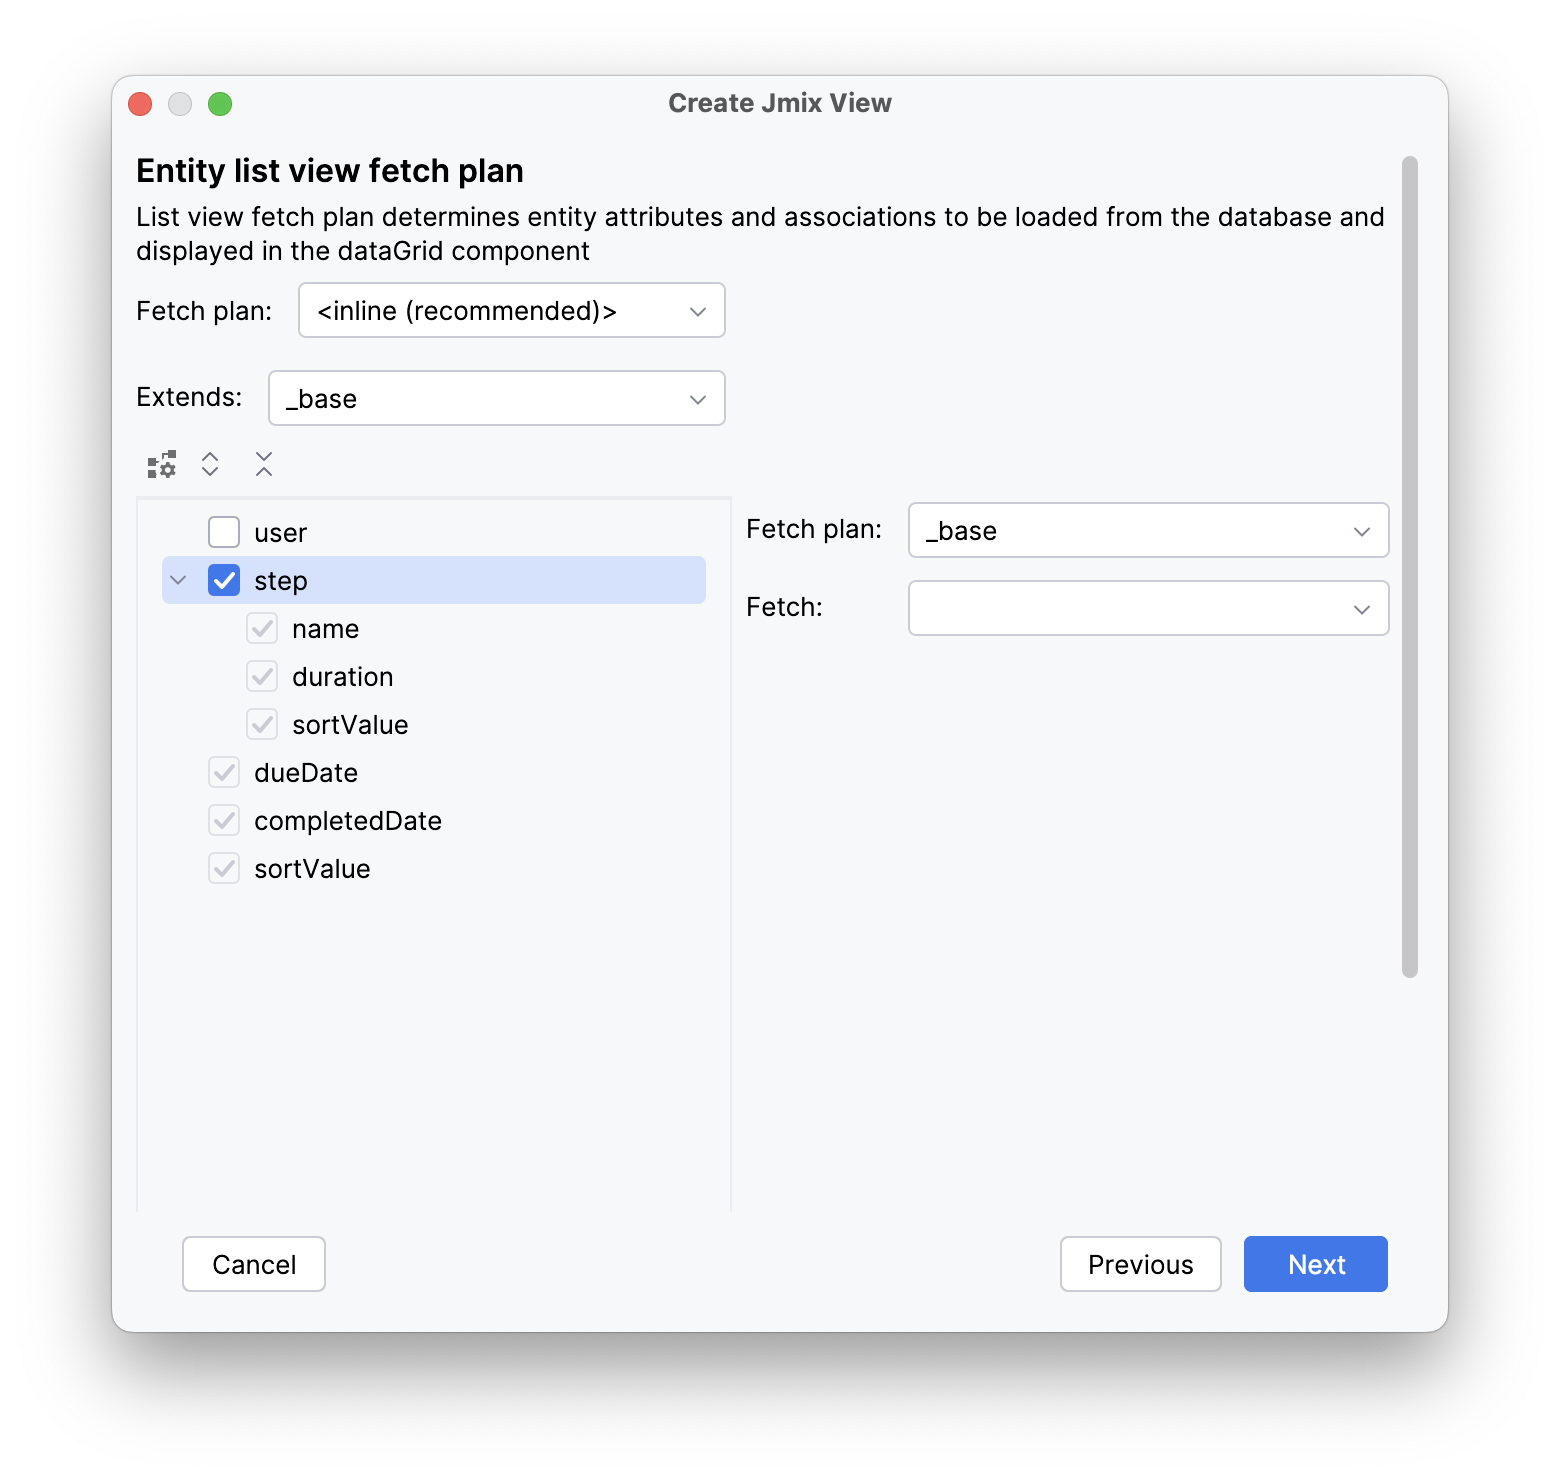 Create Jmix View
Entity list view fetch plan
List view fetch plan determines entity attributes and associations to be loaded from the database and
displayed in the dataGrid component
Fetch plan: <inline (recommended)>
Extends: _base
user
step
name
duration
sortValue
dueDate
completedDate
sortValue
Fetch plan: _base
Fetch:
Cancel
Previous
Next